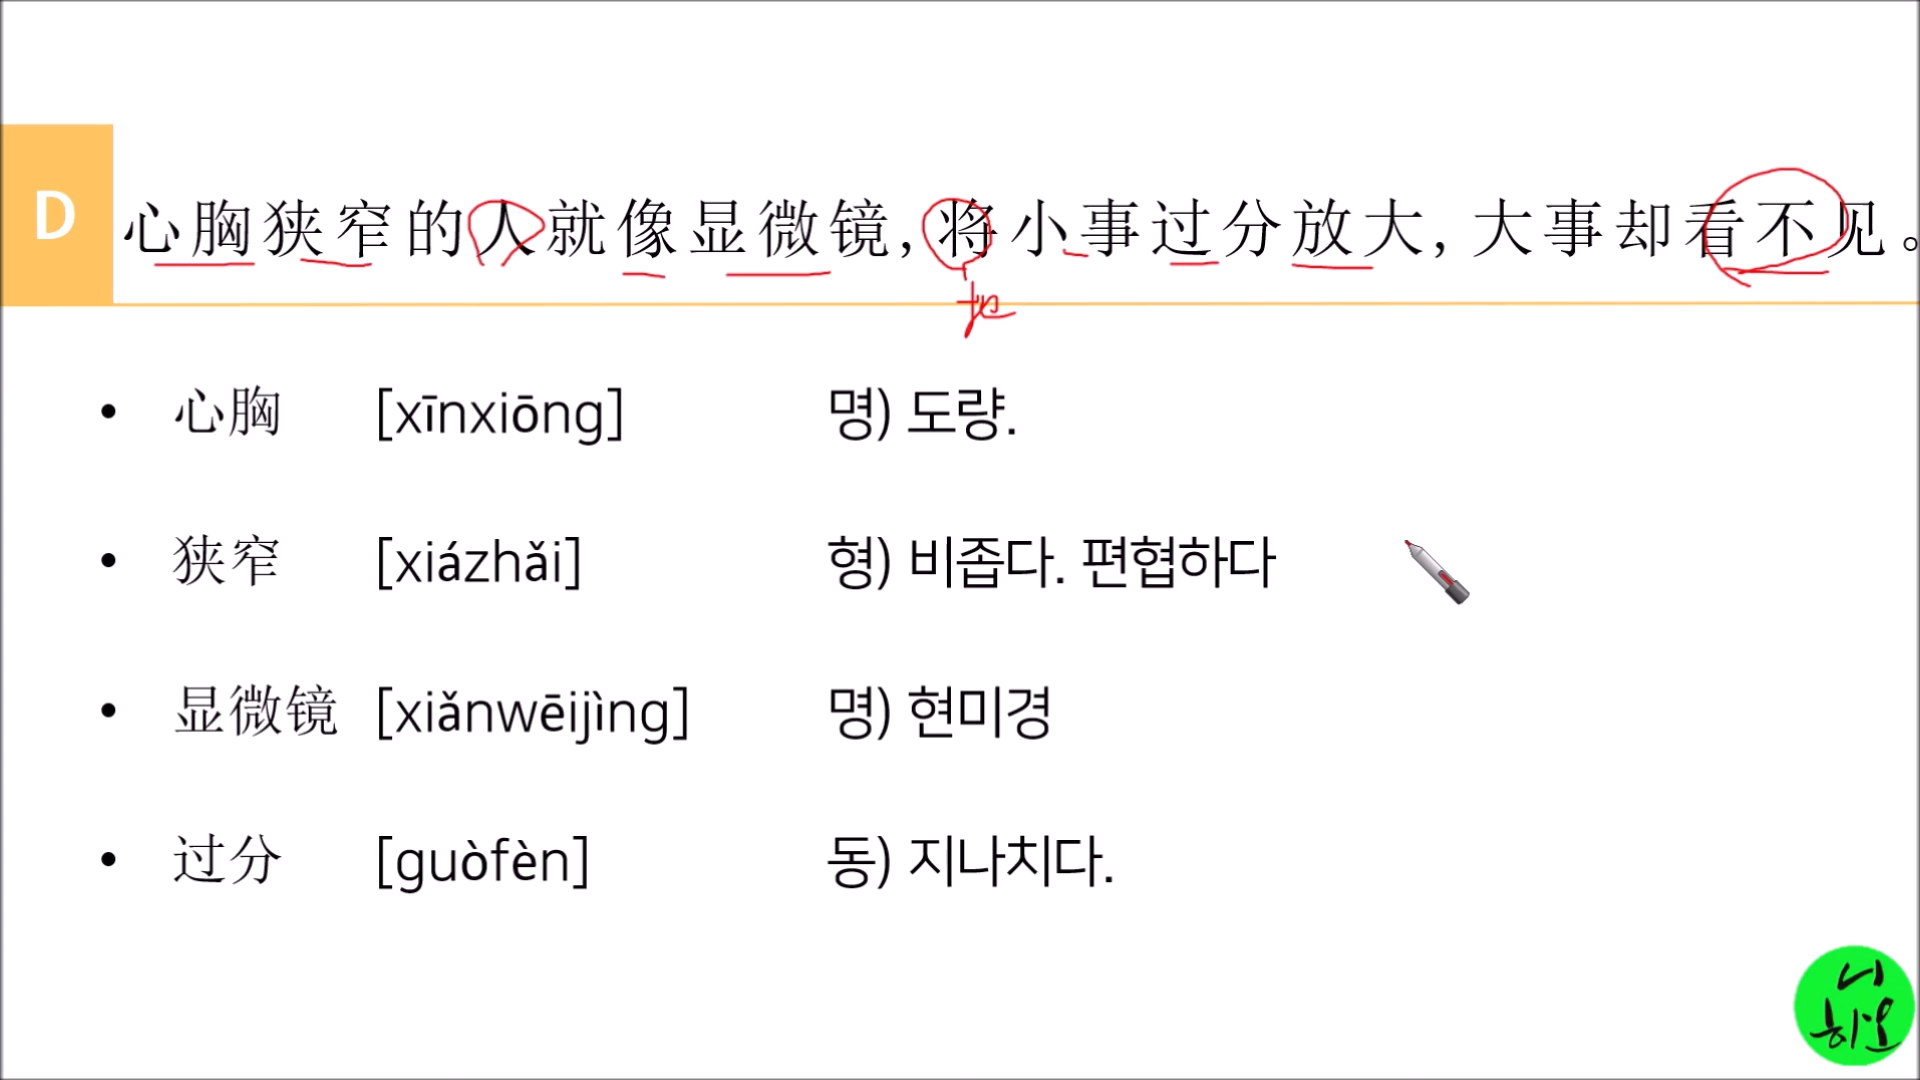 D 心胸狭窄的人就像显微镜,将小事过分放大,大事却看不见。
把
• 心胸 [xīnxiōng] 명) 도량.
• 狭窄 [xiázhǎi] 형) 비좁다. 편협하다
• 显微镜 [xiǎnwēijìng] 명) 현미경
• 过分 [guòfèn] 동) 지나치다.
니
하오